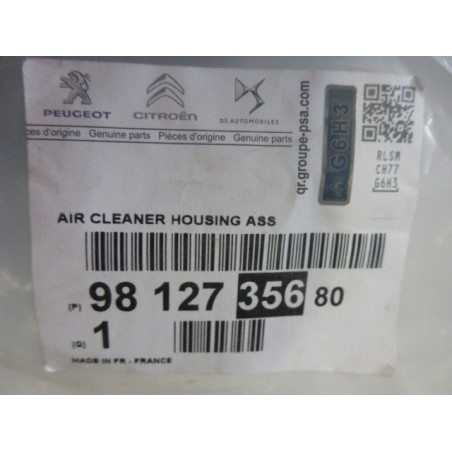 PEUGEOT CITROËN DS AUTOMOBILES
ces d'origine Genuine parts Pièces d'origine Genuine parts
qr.groupe-psa.com
G6H3
RLSM
CH77
G6H3
AIR CLEANER HOUSING ASS
(P) 98 127 356 80
(Q) 1
MADE IN FR - FRANCE